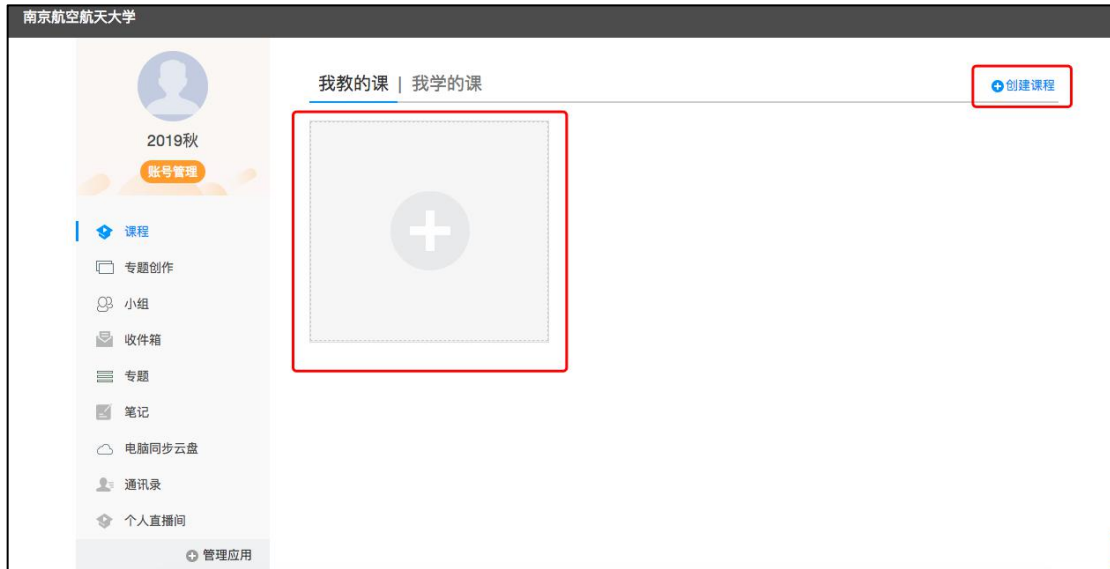 南京航空航天大学
2019秋
账号管理
课程
专题创作
小组
收件箱
专题
笔记
电脑同步云盘
通讯录
个人直播间
管理应用
我教的课 | 我学的课
创建课程